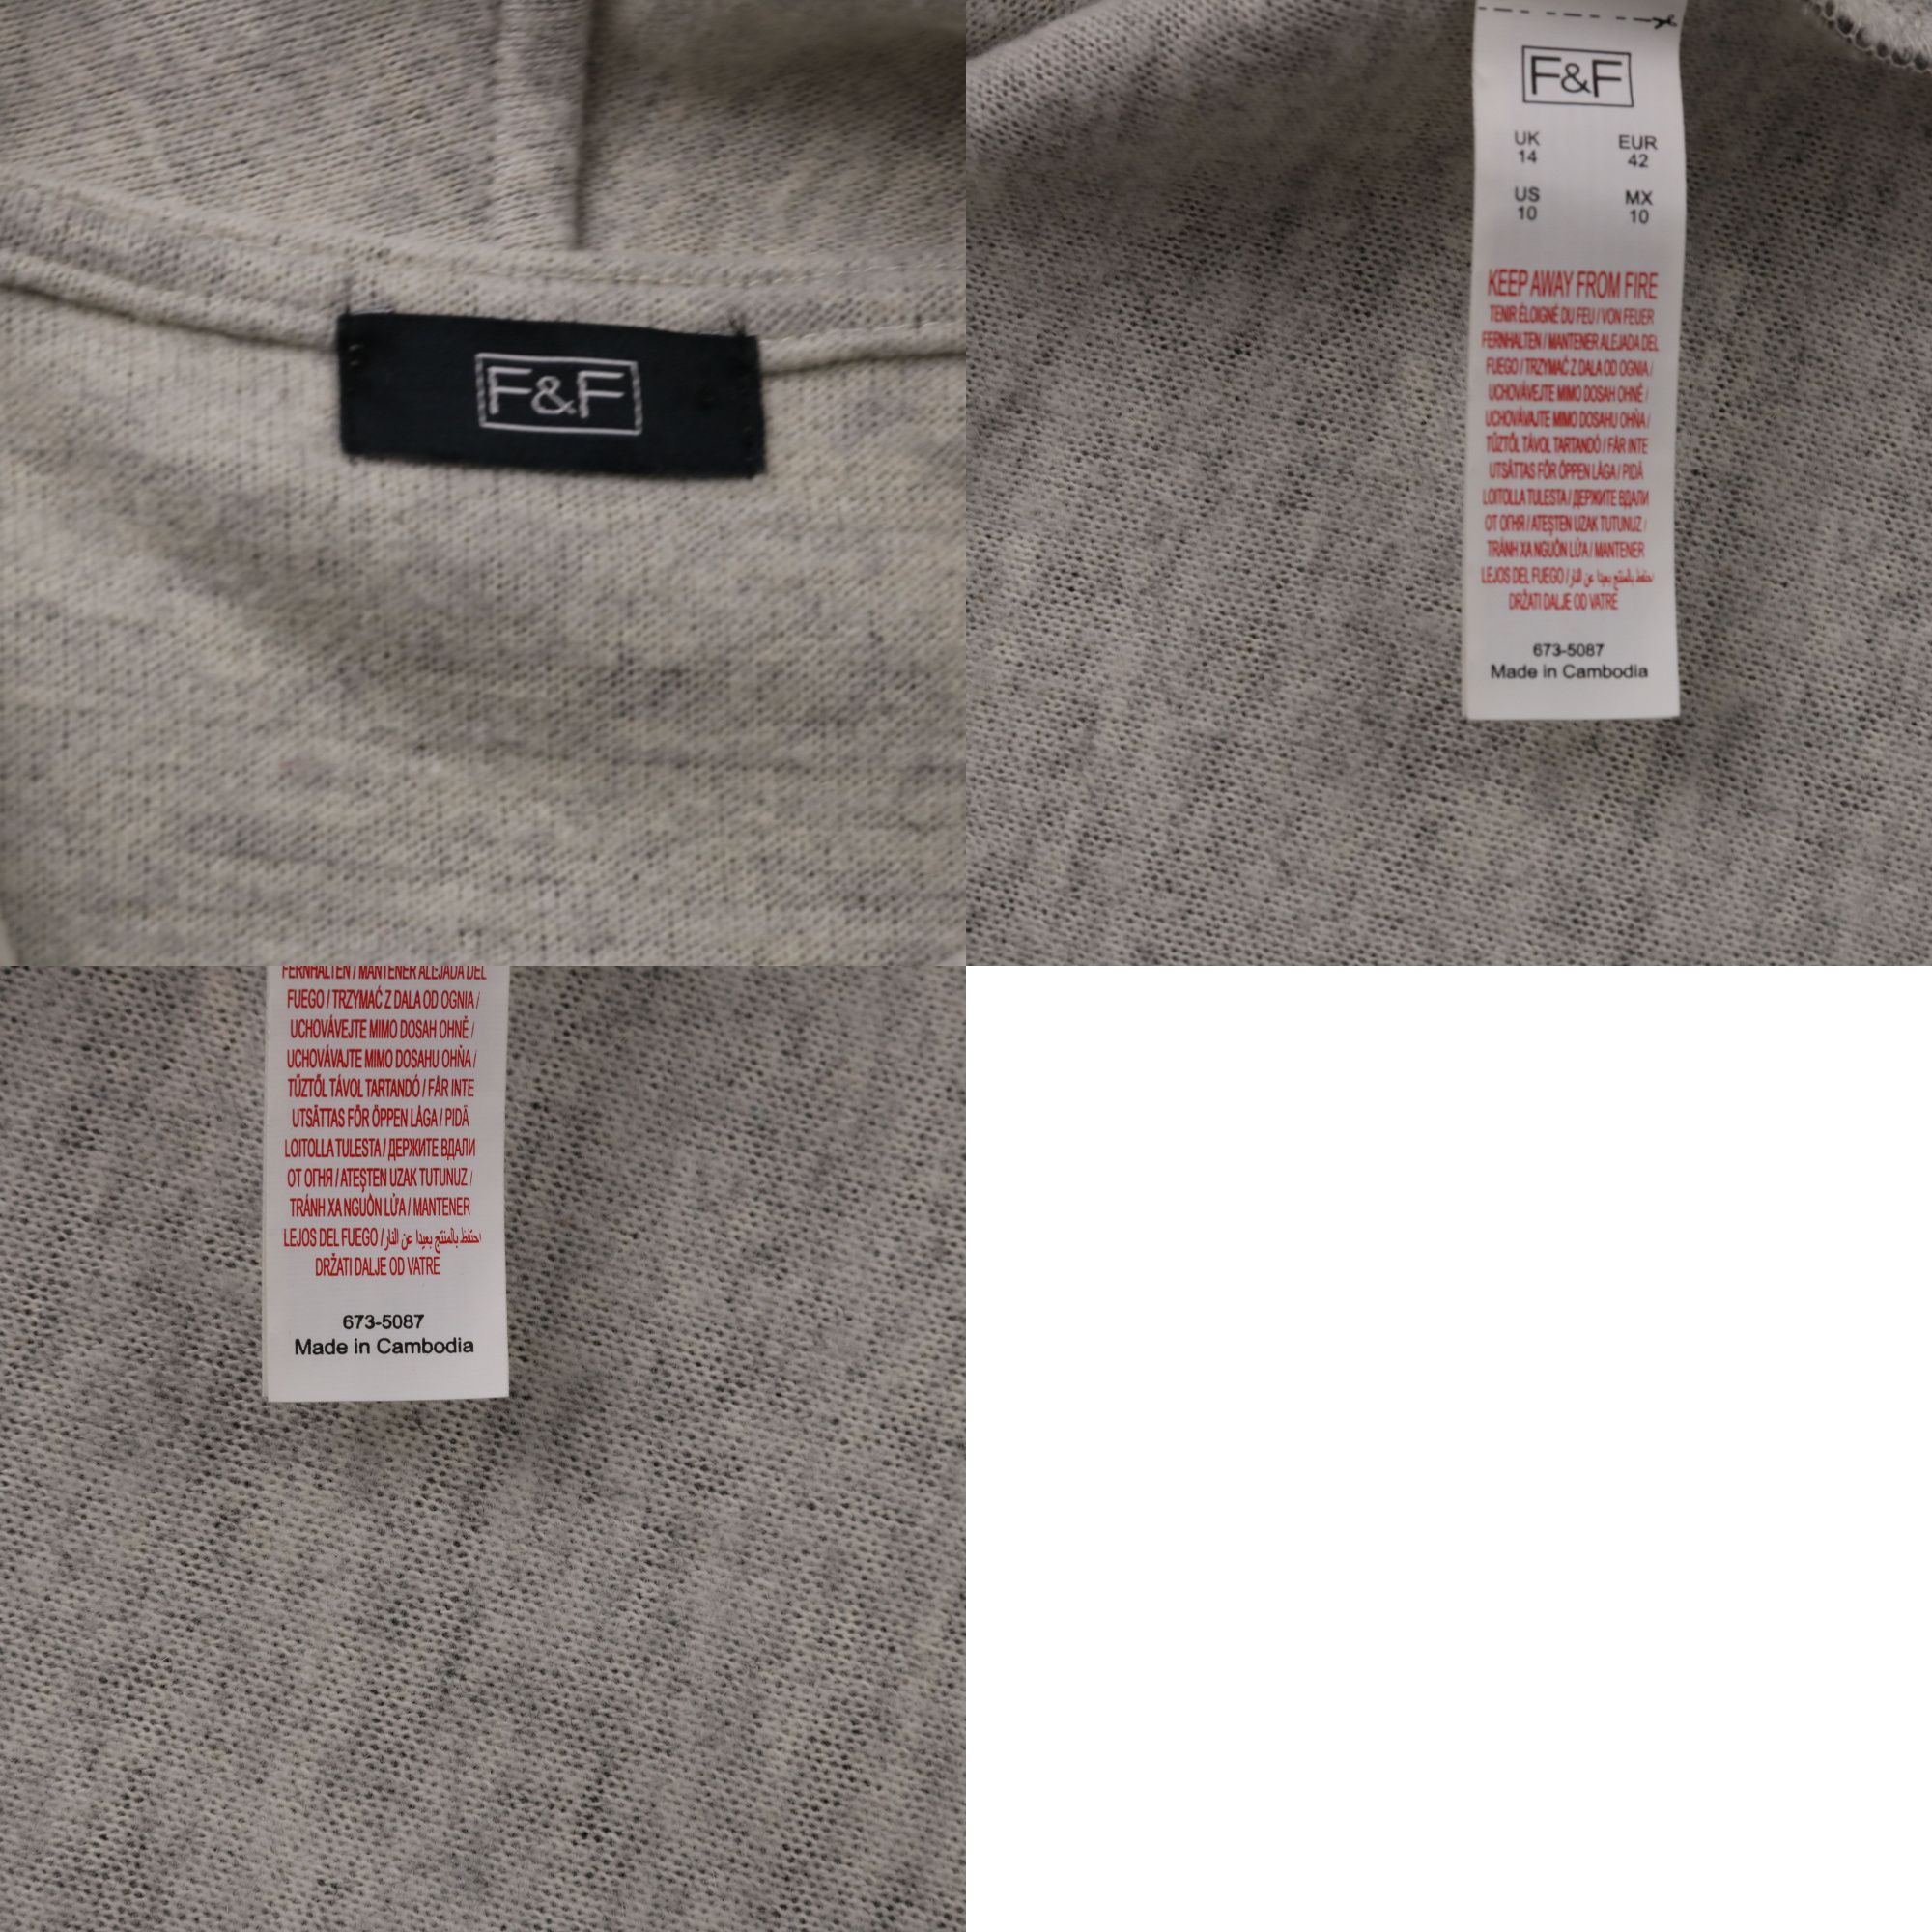 F&F
F&F
UK EUR
14 42
US MX
10 10
KEEP AWAY FROM FIRE
TENIR ÉLOIGNÉ DU FEU / VON FEUER
FERNHALTEN / MANTENER ALEJADA DEL
FUEGO / TRZYMAĆ Z DALA OD OGNIA /
UCHOVÁVEJTE MIMO DOSAH OHNĚ /
UCHOVÁVAJTE MIMO DOSAHU OHŇA /
TŰZTŐL TÁVOL TARTANDÓ / FÅR INTE
UTSÄTTAS FÖR ÖPPEN LÅGA / PIDÄ
LOITOLLA TULESTA / ДЕРЖИТЕ ВДАЛИ
ОТ ОГНЯ / ATEŞTEN UZAK TUTUNUZ /
TRÁNH XA NGUỒN LỬA / MANTENER
LEJOS DEL FUEGO / احتفظ بالمنتج بعيدا عن النار
DRŽATI DALJE OD VATRE
673-5087
Made in Cambodia
FERNHALTEN / MANTENER ALEJADA DEL
FUEGO / TRZYMAĆ Z DALA OD OGNIA /
UCHOVÁVEJTE MIMO DOSAH OHNĚ /
UCHOVÁVAJTE MIMO DOSAHU OHŇA /
TŰZTŐL TÁVOL TARTANDÓ / FÅR INTE
UTSÄTTAS FÖR ÖPPEN LÅGA / PIDÄ
LOITOLLA TULESTA / ДЕРЖИТЕ ВДАЛИ
ОТ ОГНЯ / ATEŞTEN UZAK TUTUNUZ /
TRÁNH XA NGUỒN LỬA / MANTENER
LEJOS DEL FUEGO / احتفظ بالمنتج بعيدا عن النار
DRŽATI DALJE OD VATRE
673-5087
Made in Cambodia